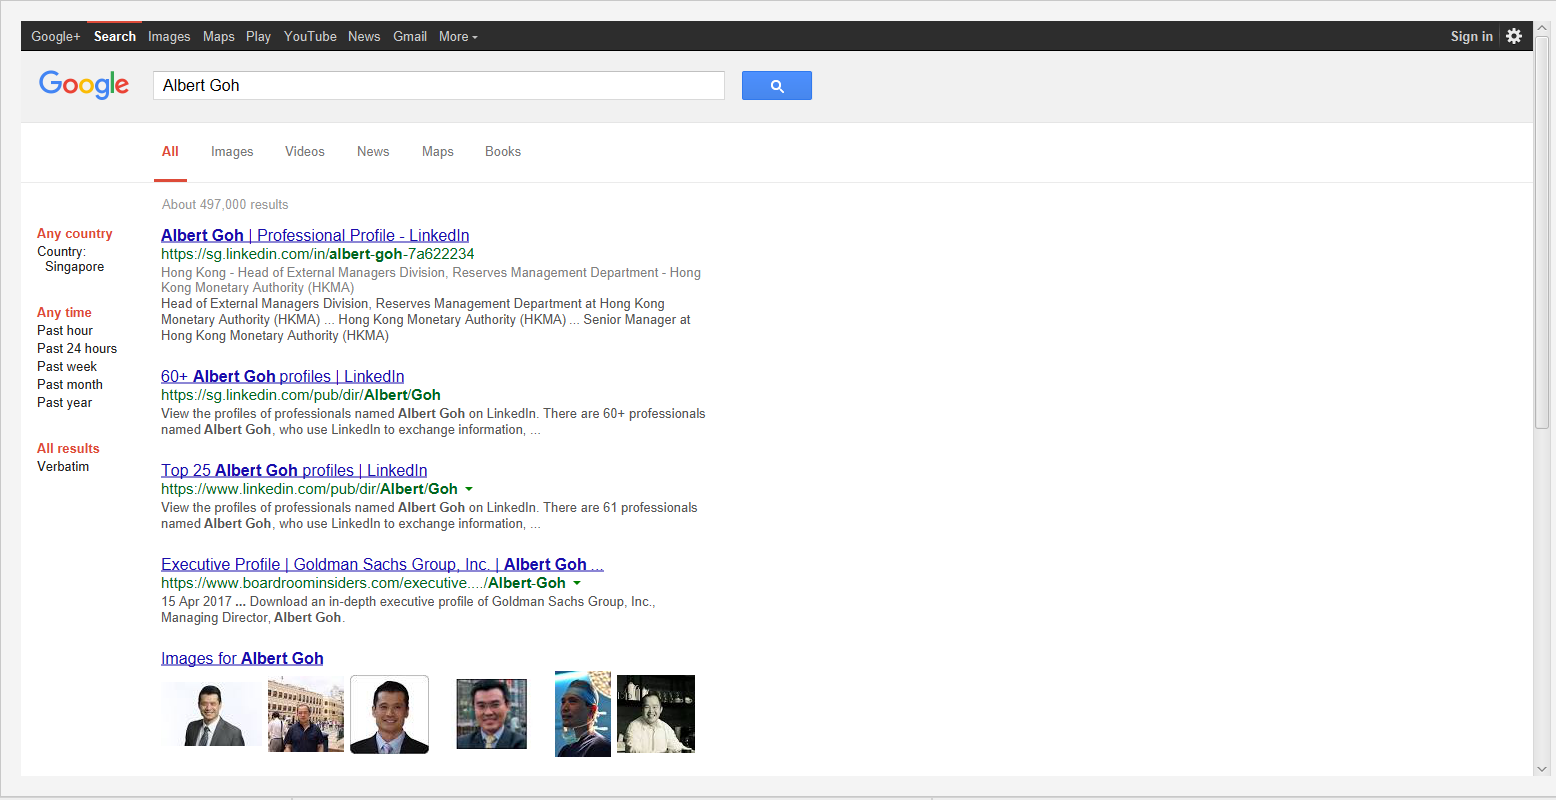 Google+ Search Images Maps Play YouTube News Gmail More Sign in
Google Albert Goh
All Images Videos News Maps Books
About 497,000 results
Any country
Country:
Singapore
Any time
Past hour
Past 24 hours
Past week
Past month
Past year
All results
Verbatim
Albert Goh | Professional Profile - LinkedIn
https://sg.linkedin.com/in/albert-goh-7a622234
Hong Kong - Head of External Managers Division, Reserves Management Department - Hong
Kong Monetary Authority (HKMA)
Head of External Managers Division, Reserves Management Department at Hong Kong
Monetary Authority (HKMA) ... Hong Kong Monetary Authority (HKMA) ... Senior Manager at
Hong Kong Monetary Authority (HKMA)
60+ Albert Goh profiles | LinkedIn
https://sg.linkedin.com/pub/dir/Albert/Goh
View the profiles of professionals named Albert Goh on LinkedIn. There are 60+ professionals
named Albert Goh, who use LinkedIn to exchange information, ...
Top 25 Albert Goh profiles | LinkedIn
https://www.linkedin.com/pub/dir/Albert/Goh
View the profiles of professionals named Albert Goh on LinkedIn. There are 61 professionals
named Albert Goh, who use LinkedIn to exchange information, ...
Executive Profile | Goldman Sachs Group, Inc. | Albert Goh ...
https://www.boardroominsiders.com/executive..../Albert-Goh
15 Apr 2017 ... Download an in-depth executive profile of Goldman Sachs Group, Inc.,
Managing Director, Albert Goh.
Images for Albert Goh